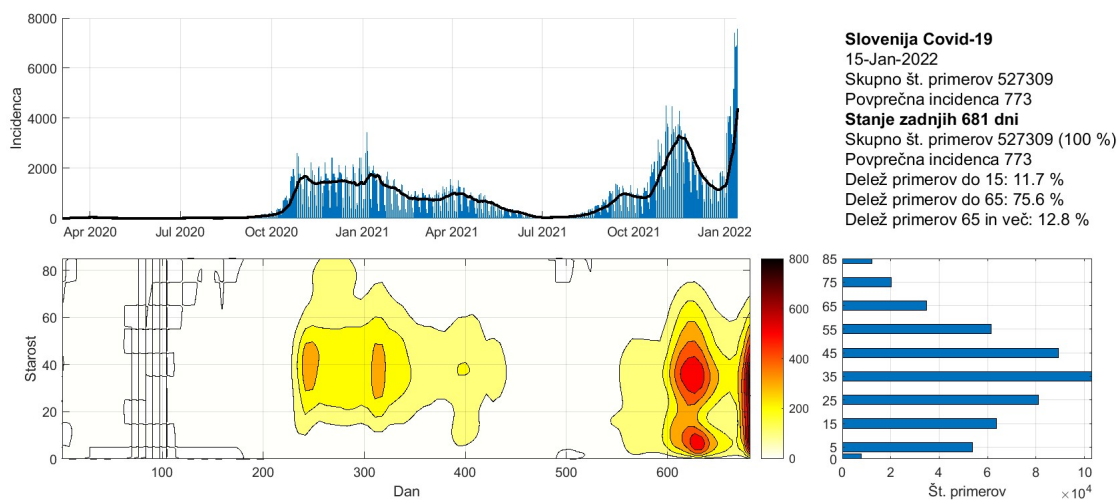 8000
6000
4000
2000
0
Incidenca
Apr 2020 Jul 2020 Oct 2020 Jan 2021 Apr 2021 Jul 2021 Oct 2021 Jan 2022
Slovenija Covid-19
15-Jan-2022
Skupno št. primerov 527309
Povprečna incidenca 773
Stanje zadnjih 681 dni
Skupno št. primerov 527309 (100 %)
Povprečna incidenca 773
Delež primerov do 15: 11.7 %
Delež primerov do 65: 75.6 %
Delež primerov 65 in več: 12.8 %
80
60
40
20
0
Starost
100 200 300 400 500 600
Dan
800
600
400
200
0
85
75
65
55
45
35
25
15
5
0
0 2 4 6 8 10
Št. primerov
×10^4